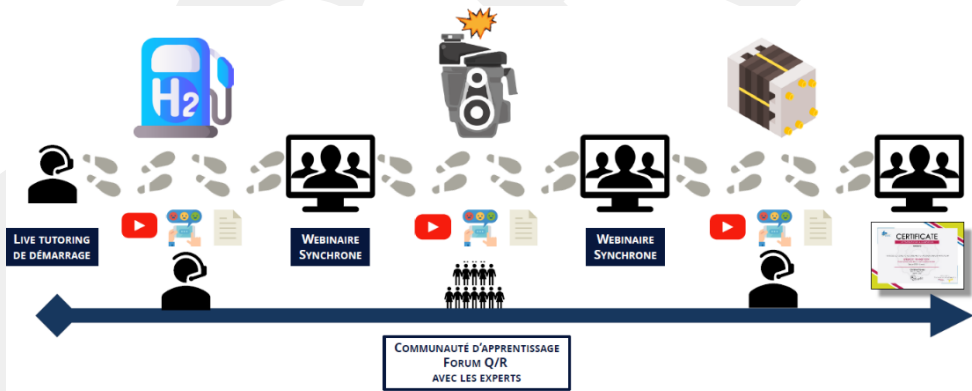 H2
LIVE TUTORING
DE DÉMARRAGE
WEBINAIRE
SYNCHRONE
WEBINAIRE
SYNCHRONE
CERTIFICATE
COMMUNAUTÉ D'APPRENTISSAGE
FORUM Q/R
AVEC LES EXPERTS